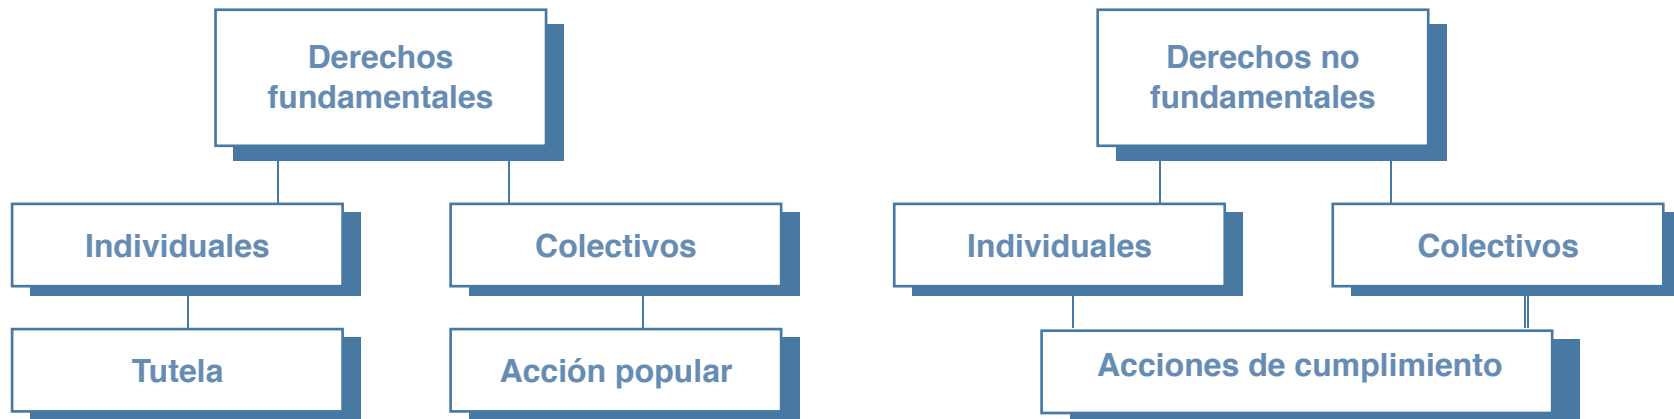 Derechos
fundamentales
Derechos no
fundamentales
Individuales
Colectivos
Individuales
Colectivos
Tutela
Acción popular
Acciones de cumplimiento